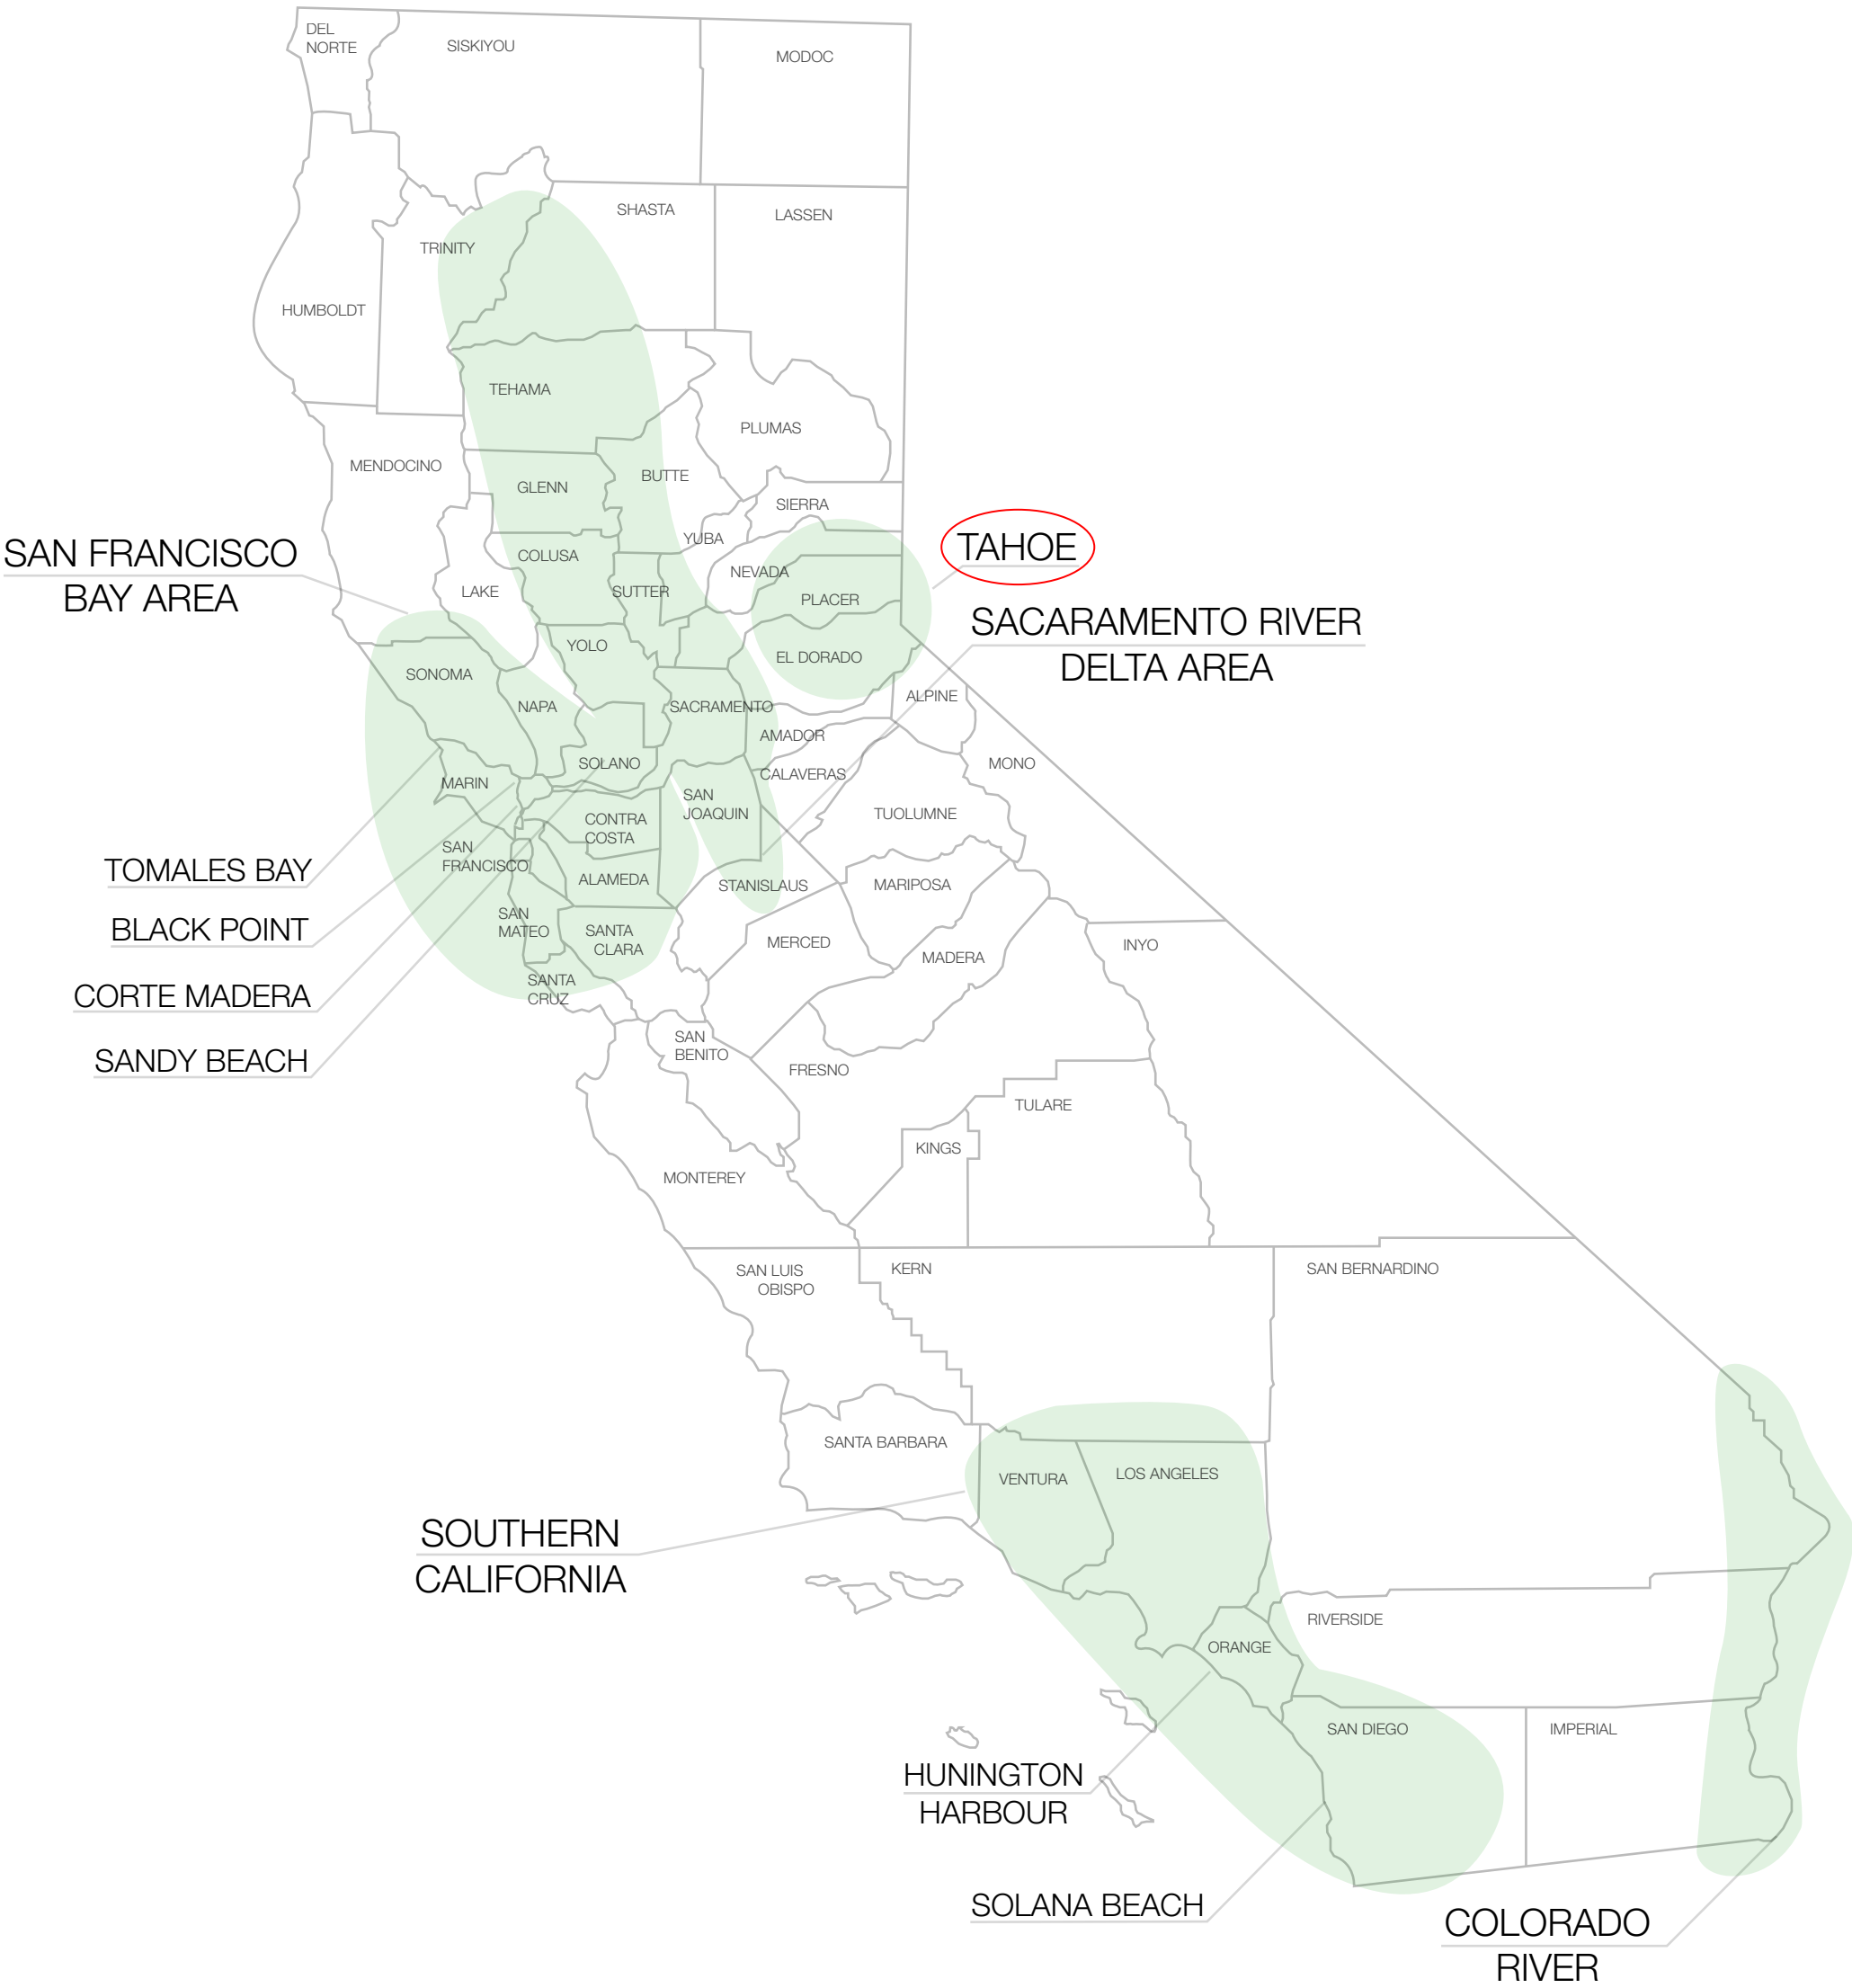 DEL
NORTE
SISKIYOU
MODOC
SHASTA
LASSEN
TRINITY
HUMBOLDT
TEHAMA
PLUMAS
MENDOCINO
BUTTE
GLENN
SIERRA
YUBA
TAHOE
SAN FRANCISCO
BAY AREA
COLUSA
NEVADA
LAKE
SUTTER
PLACER
SACARAMENTO RIVER
DELTA AREA
YOLO
EL DORADO
SONOMA
ALPINE
NAPA
SACRAMENTO
AMADOR
SOLANO
MONO
CALAVERAS
MARIN
SAN
JOAQUIN
TUOLUMNE
CONTRA
COSTA
SAN
FRANCISCO
TOMALES BAY
ALAMEDA
STANISLAUS
MARIPOSA
BLACK POINT
SAN
MATEO
SANTA
CLARA
MERCED
INYO
MADERA
CORTE MADERA
SANTA
CRUZ
SANDY BEACH
SAN
BENITO
FRESNO
TULARE
KINGS
MONTEREY
SAN LUIS
OBISPO
KERN
SAN BERNARDINO
SANTA BARBARA
VENTURA
LOS ANGELES
SOUTHERN
CALIFORNIA
RIVERSIDE
ORANGE
SAN DIEGO
IMPERIAL
HUNINGTON
HARBOUR
SOLANA BEACH
COLORADO
RIVER